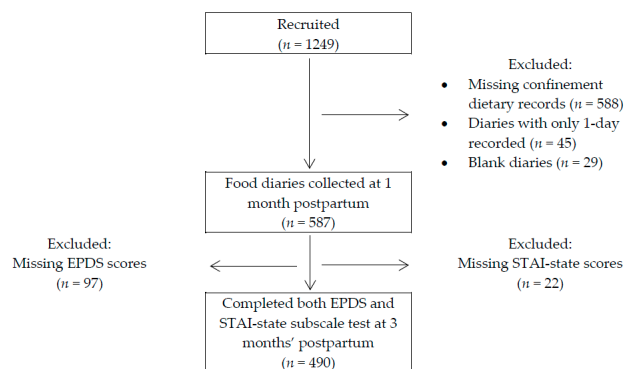 Recruited
(n = 1249)
Excluded:
• Missing confinement
dietary records (n = 588)
• Diaries with only 1-day
recorded (n = 45)
• Blank diaries (n = 29)
Food diaries collected at 1
month postpartum
(n = 587)
Excluded:
Missing EPDS scores
(n = 97)
Excluded:
Missing STAI-state scores
(n = 22)
Completed both EPDS and
STAI-state subscale test at 3
months’ postpartum
(n = 490)